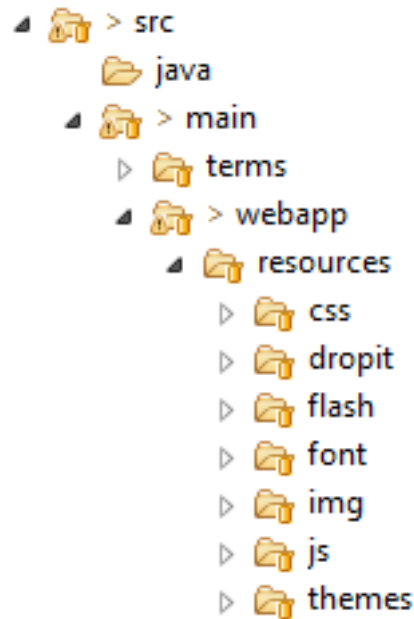 > src
java
> main
terms
> webapp
resources
css
dropit
flash
font
img
js
themes